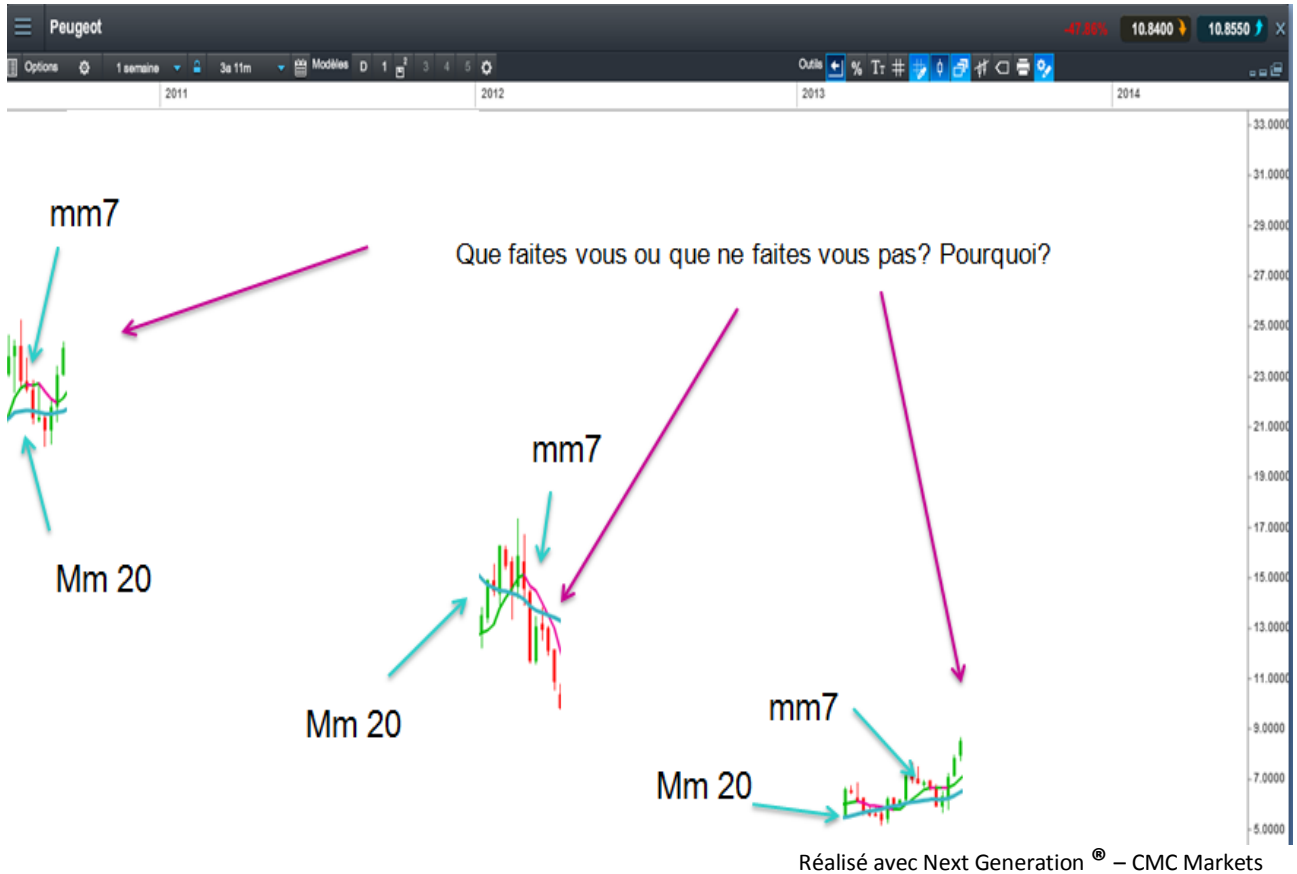 Peugeot
-47.86% 10.8400 10.8550 X
Options 1 semaine 3a 11m Modèles D 1 2 3 4 5 Outils % TT #
2011 2012 2013 2014
33.0000
31.0000
mm7
29.0000
Que faites vous ou que ne faites vous pas? Pourquoi?
27.0000
25.0000
23.0000
21.0000
mm7
19.0000
17.0000
Mm 20
15.0000
13.0000
11.0000
Mm 20
mm7
9.0000
Mm 20
7.0000
5.0000
Réalisé avec Next Generation ® – CMC Markets